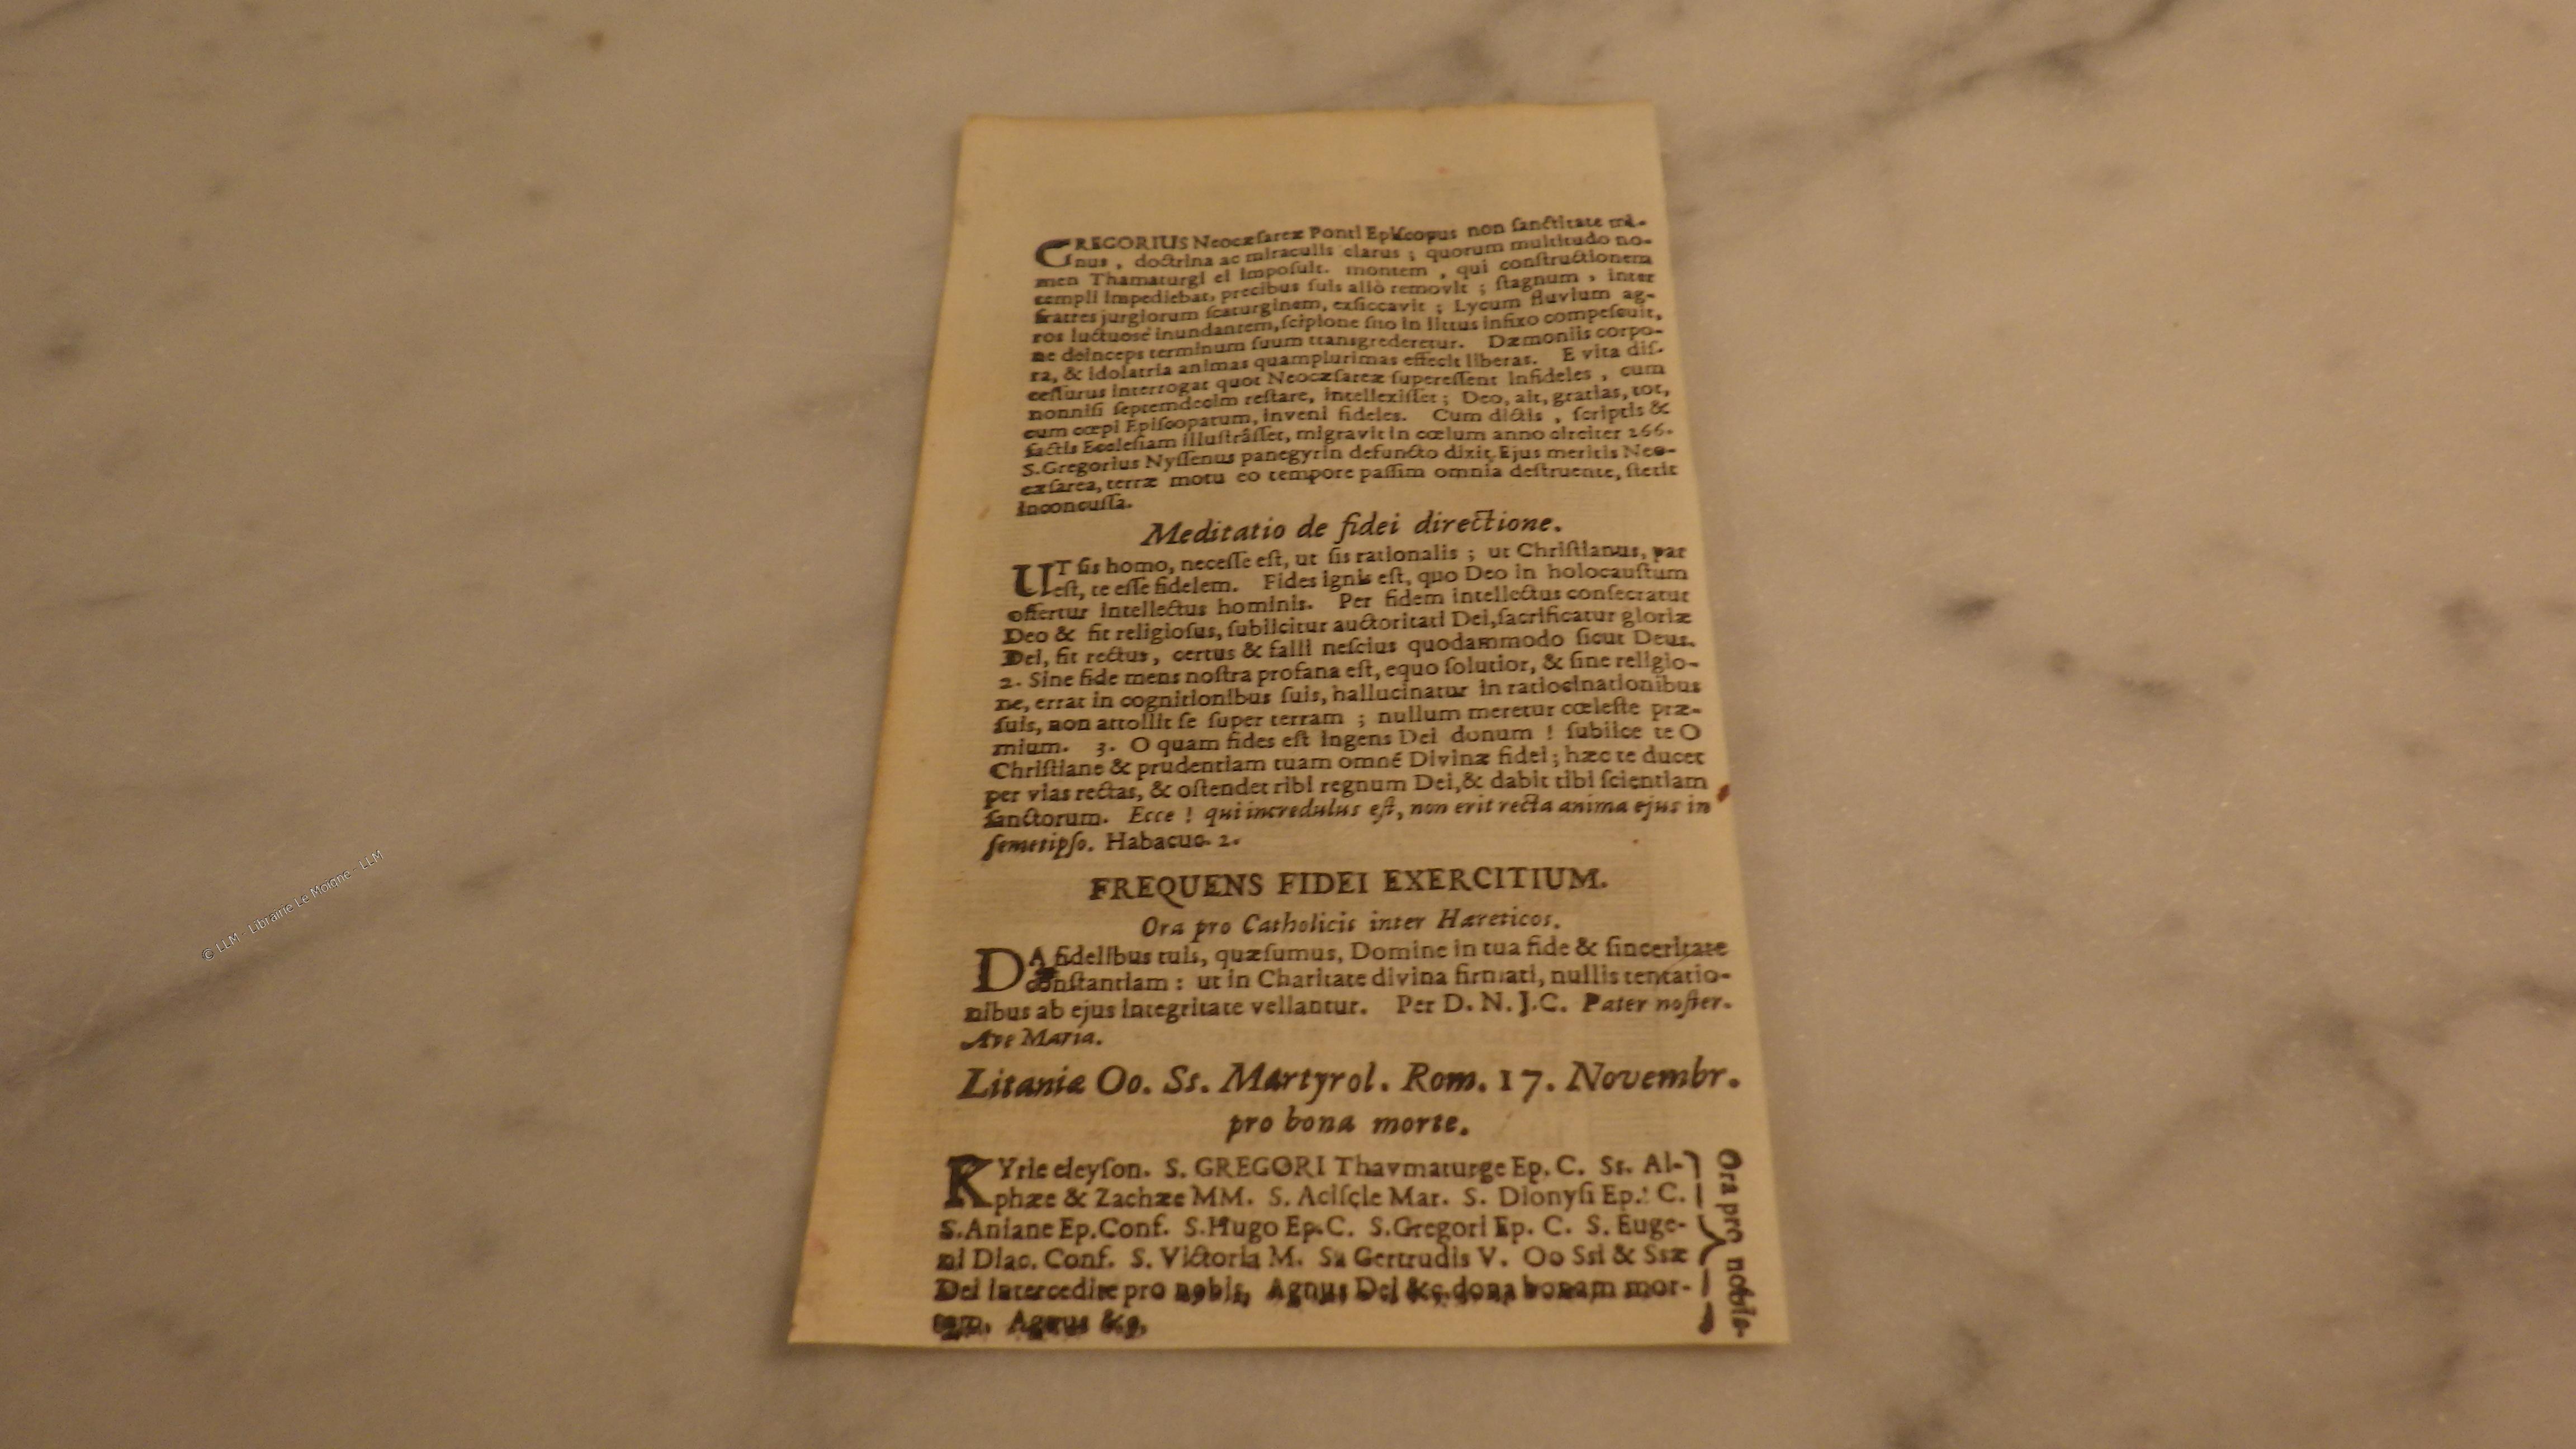 GREGORIUS Neocæſareæ Ponti Epiſcopus non ſanctitate mi-
nus, doctrina ac miraculis clarus; quorum multitudo no-
men Thamaturgi ei impoſuit. montem, qui conſtructionem
templi impediebat, precibus ſuis aliò removit; ſtagnum, inter
fratres jurgiorum ſcaturginem, exſiccavit; Lycum fluvium ag-
ros luctuosè inundantem, ſcipione ſuo in littus infixo compeſcuit,
ne deinceps terminum ſuum transgrederetur. Dæmoniis corpo-
ra, & idolatria animas quamplurimas effecit liberas. E vita diſ-
ceſſurus interrogat quot Neocæſareæ ſupereſſent infideles, cum
nonniſi ſeptemdecim reſtare, intellexiſſet; Deo, ait, gratias, tot,
cum cœpi Epiſcopatum, inveni fideles. Cum dictis, ſcriptis &
factis Eccleſiam illuſtrâſſet, migravit in cœlum anno circiter 266.
S. Gregorius Nyſſenus panegyrin defuncto dixit, Ejus meritis Neo-
cæſarea, terræ motu eo tempore paſſim omnia deſtruente, ſtetit
inconcuſſa.
Meditatio de fidei directione.
UT ſis homo, neceſſe eſt, ut ſis rationalis; ut Chriſtianus, par
eſt, te eſſe fidelem. Fides ignis eſt, quo Deo in holocauſtum
offertur intellectus hominis. Per fidem intellectus conſecratur
Deo & fit religioſus, ſubiicitur auctoritati Dei, ſacrificatur gloriæ
Dei, fit rectus, certus & falli neſcius quodammodo ſicut Deus.
2. Sine fide mens noſtra profana eſt, equo ſolutior, & ſine religio-
ne, errat in cognitionibus ſuis, hallucinatur in ratiocinationibus
ſuis, non attollit ſe ſuper terram; nullum meretur cœleſte præ-
mium. 3. O quam fides eſt ingens Dei donum ! ſubiice te O
Chriſtiane & prudentiam tuam omné Divinæ fidei; hæc te ducet
per vias rectas, & oſtendet tibi regnum Dei, & dabit tibi ſcientiam
ſanctorum. Ecce ! qui incredulus eſt, non erit recta anima ejus in
ſemetipſo. Habacuc. 2.
FREQUENS FIDEI EXERCITIUM.
Ora pro Catholicis inter Hæreticos.
DA fidelibus tuis, quæſumus, Domine in tua fide & ſinceritate
conſtantiam: ut in Charitate divina firmati, nullis tentatio-
nibus ab ejus integritate vellantur. Per D. N. J.C. Pater noſter.
Ave Maria.
Litaniæ Oo. Ss. Martyrol. Rom. 17. Novembr.
pro bona morte.
KYrie eleyſon. S. GREGORI Thavmaturge Ep. C. Ss. Al-
phæe & Zachæe MM. S. Aciſcle Mar. S. Dionyſi Ep. C.
S. Aniane Ep. Conf. S. Hugo Ep. C. S. Gregori Ep. C. S. Euge-
ni Diac. Conf. S. Victoria M. Sa Gertrudis V. Oo Ssi & Ssæ
Dei intercedite pro nobis, Agnus Dei &c. dona bonam mor-
tem. Agnus &c.
Ora pro nobis.
© LLM - Librairie Le Moigne - LLM